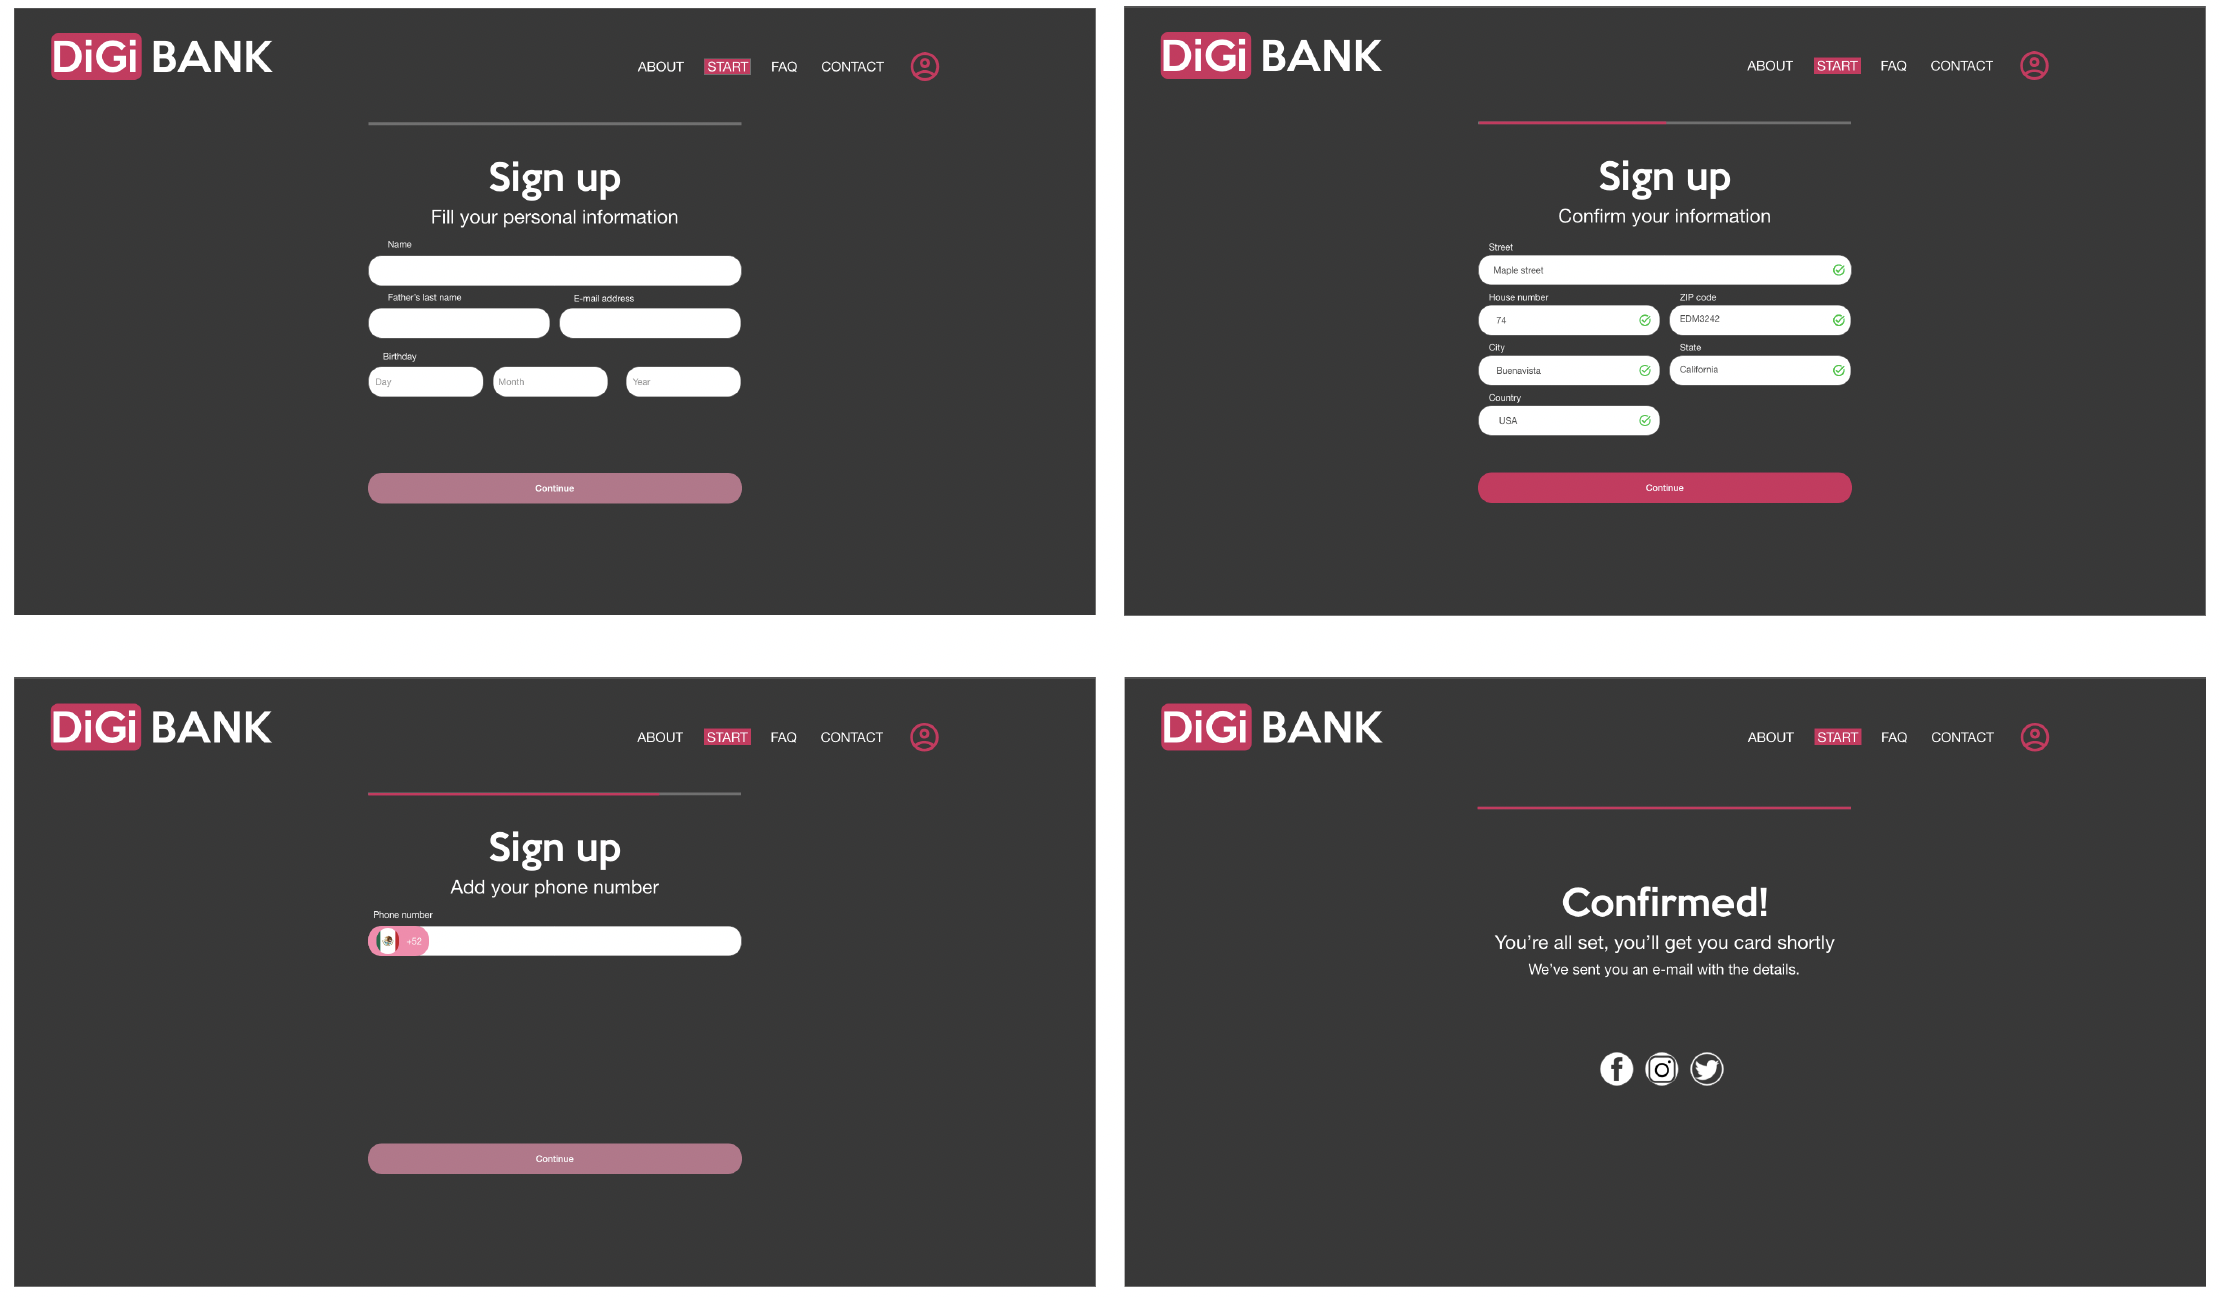 DiGi BANK
ABOUT START FAQ CONTACT
Sign up
Fill your personal information
Name
Father's last name E-mail address
Birthday
Day Month Year
Continue
DiGi BANK
ABOUT START FAQ CONTACT
Sign up
Confirm your information
Street
Maple street
House number ZIP code
74 EDM3242
City State
Buenavista California
Country
USA
Continue
DiGi BANK
ABOUT START FAQ CONTACT
Sign up
Add your phone number
Phone number
+52
Continue
DiGi BANK
ABOUT START FAQ CONTACT
Confirmed!
You're all set, you'll get you card shortly
We've sent you an e-mail with the details.